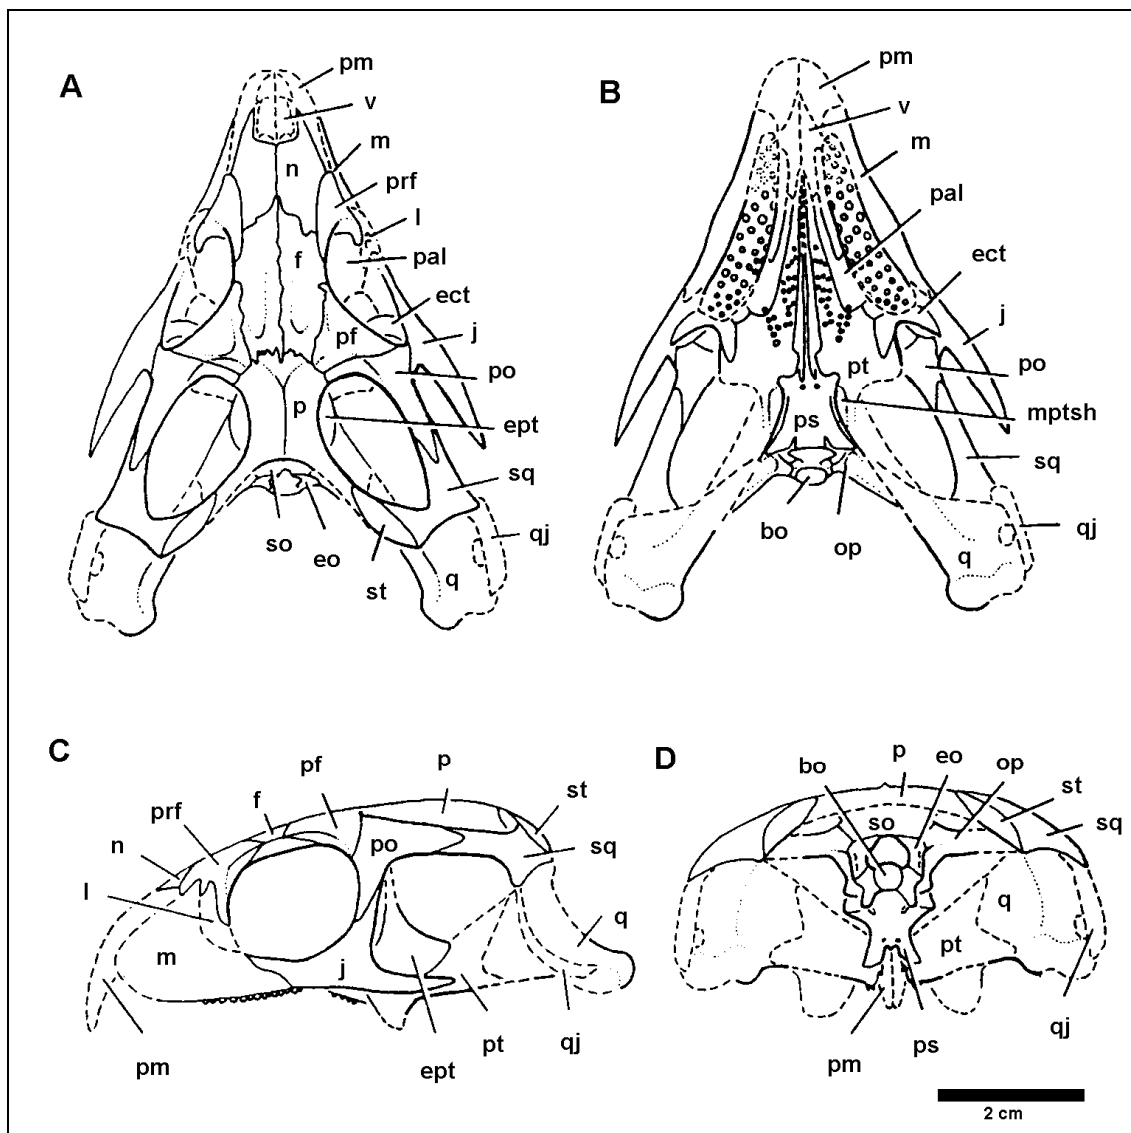 A
pm
v
m
n
prf
l
f
pal
ect
j
pf
po
p
ept
sq
so
eo
st
q
qj
B
pm
v
m
pal
ect
j
pt
po
mptsh
ps
sq
bo
op
q
qj
C
pf
p
prf
f
st
n
po
sq
l
q
m
j
pt
qj
pm
ept
D
bo
p
eo
op
st
so
sq
q
pt
qj
pm
ps
2 cm